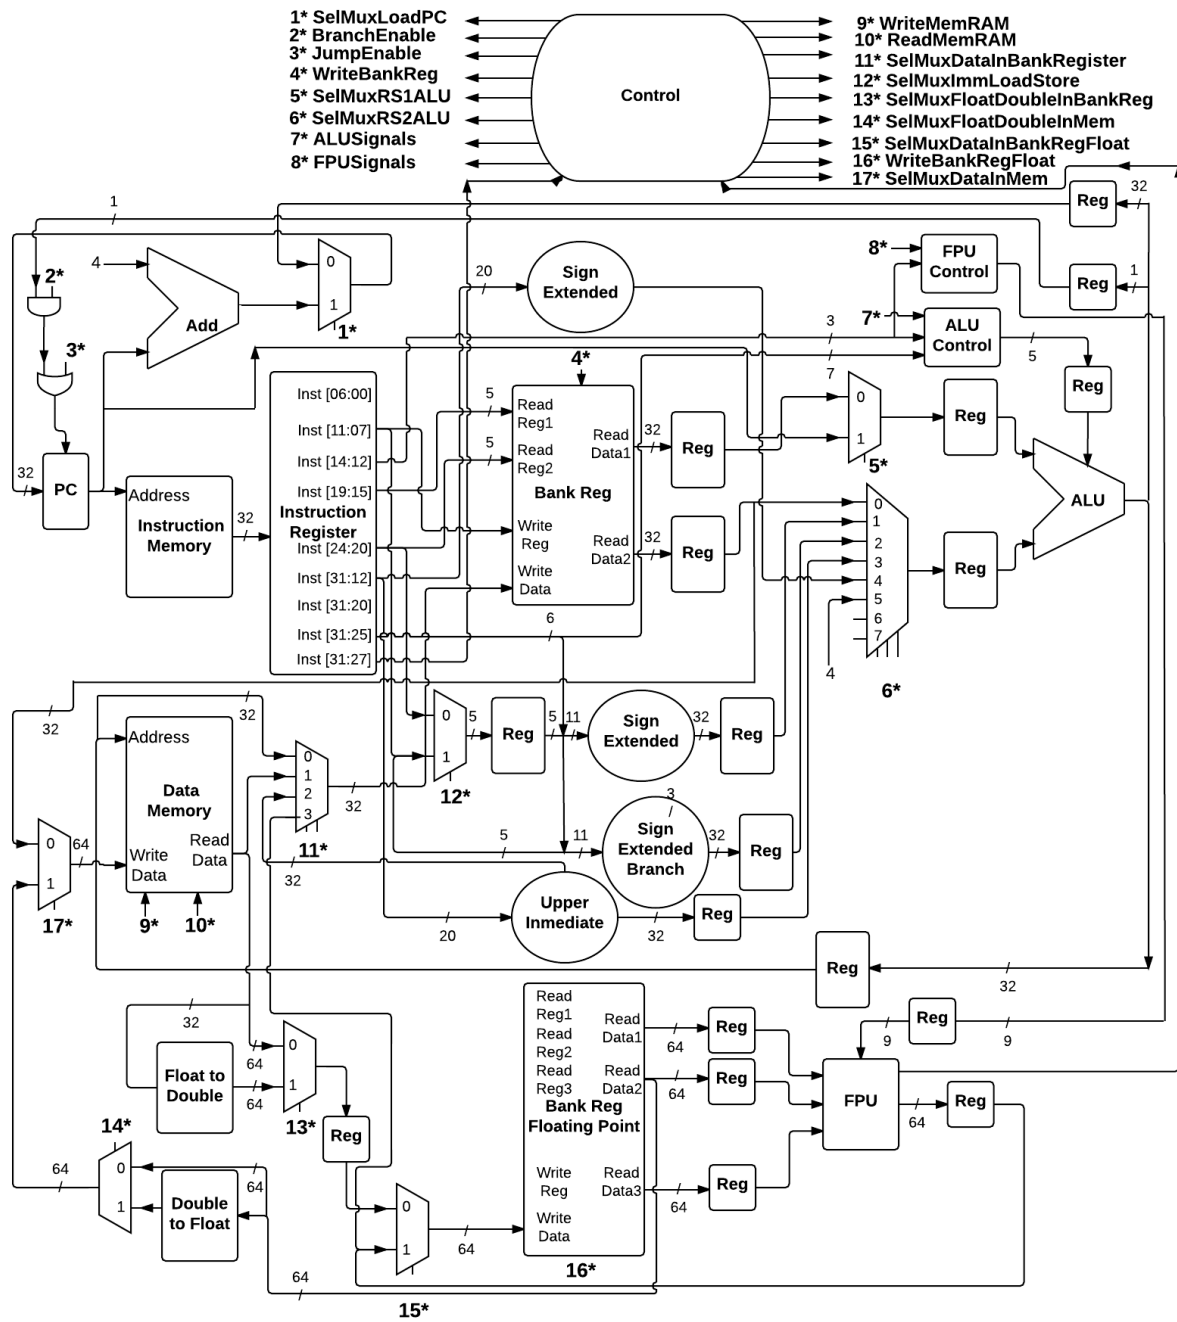 1* SelMuxLoadPC
2* BranchEnable
3* JumpEnable
4* WriteBankReg
5* SelMuxRS1ALU
6* SelMuxRS2ALU
7* ALUSignals
8* FPUSignals
Control
9* WriteMemRAM
10* ReadMemRAM
11* SelMuxDataInBankRegister
12* SelMuxImmLoadStore
13* SelMuxFloatDoubleInBankReg
14* SelMuxFloatDoubleInMem
15* SelMuxDataInBankRegFloat
16* WriteBankRegFloat
17* SelMuxDataInMem
1
Reg
32
2*
4
Add
0
1
1*
20
Sign
Extended
8*
FPU
Control
Reg
1
3*
7*
3
ALU
Control
5
7
4*
Reg
32
PC
Address
Instruction
Memory
32
Inst [06:00]
Inst [11:07]
Inst [14:12]
Inst [19:15]
Instruction
Register
Inst [24:20]
Inst [31:12]
Inst [31:20]
Inst [31:25]
Inst [31:27]
5
5
Read
Reg1
Read
Reg2
Bank Reg
Write
Reg
Write
Data
Read
Data1
Read
Data2
32
Reg
32
Reg
0
1
5*
Reg
0
1
2
3
4
5
6
7
4
6*
Reg
ALU
6
32
32
Address
Data
Memory
Write
Data
Read
Data
9*
10*
0
1
64
17*
0
1
2
3
11*
32
32
0
1
12*
5
Reg
5
11
Sign
Extended
32
Reg
5
11
3
Sign
Extended
Branch
32
Reg
20
Upper
Inmediate
32
Reg
Reg
32
32
Float to
Double
64
64
0
1
13*
Reg
14*
0
1
64
64
Double
to Float
64
0
1
15*
64
Read
Reg1
Read
Reg2
Read
Reg3
Read
Data1
Read
Data2
Bank Reg
Floating Point
Write
Reg
Read
Data3
Write
Data
16*
64
Reg
64
Reg
64
Reg
9
Reg
9
FPU
64
Reg